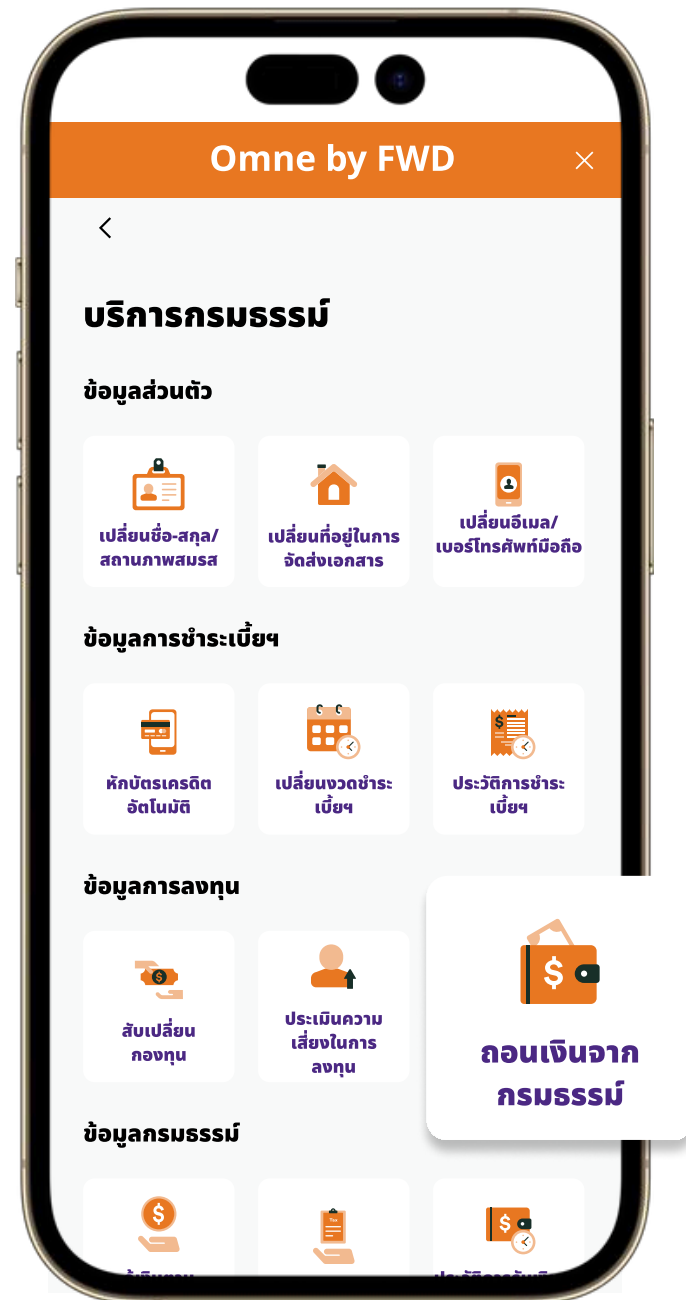 Omne by FWD
บริการกรมธรรม์
ข้อมูลส่วนตัว
เปลี่ยนชื่อ-สกุล/
สถานภาพสมรส
เปลี่ยนที่อยู่ในการ
จัดส่งเอกสาร
เปลี่ยนอีเมล/
เบอร์โทรศัพท์มือถือ
ข้อมูลการชำระเบี้ยฯ
หักบัตรเครดิต
อัตโนมัติ
เปลี่ยนงวดชำระ
เบี้ยฯ
ประวัติการชำระ
เบี้ยฯ
ข้อมูลการลงทุน
สับเปลี่ยน
กองทุน
ประเมินความ
เสี่ยงในการ
ลงทุน
ถอนเงินจาก
กรมธรรม์
ข้อมูลกรมธรรม์